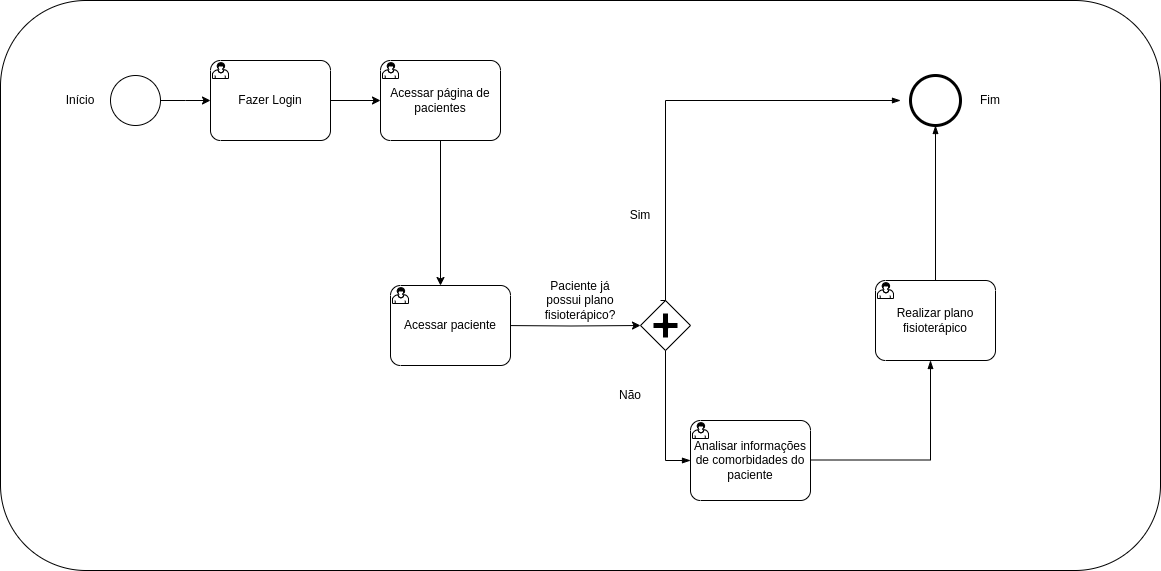 Início
Fazer Login
Acessar página de
pacientes
Fim
Sim
Paciente já
possui plano
fisioterápico?
Acessar paciente
Realizar plano
fisioterápico
Não
Analisar informações
de comorbidades do
paciente